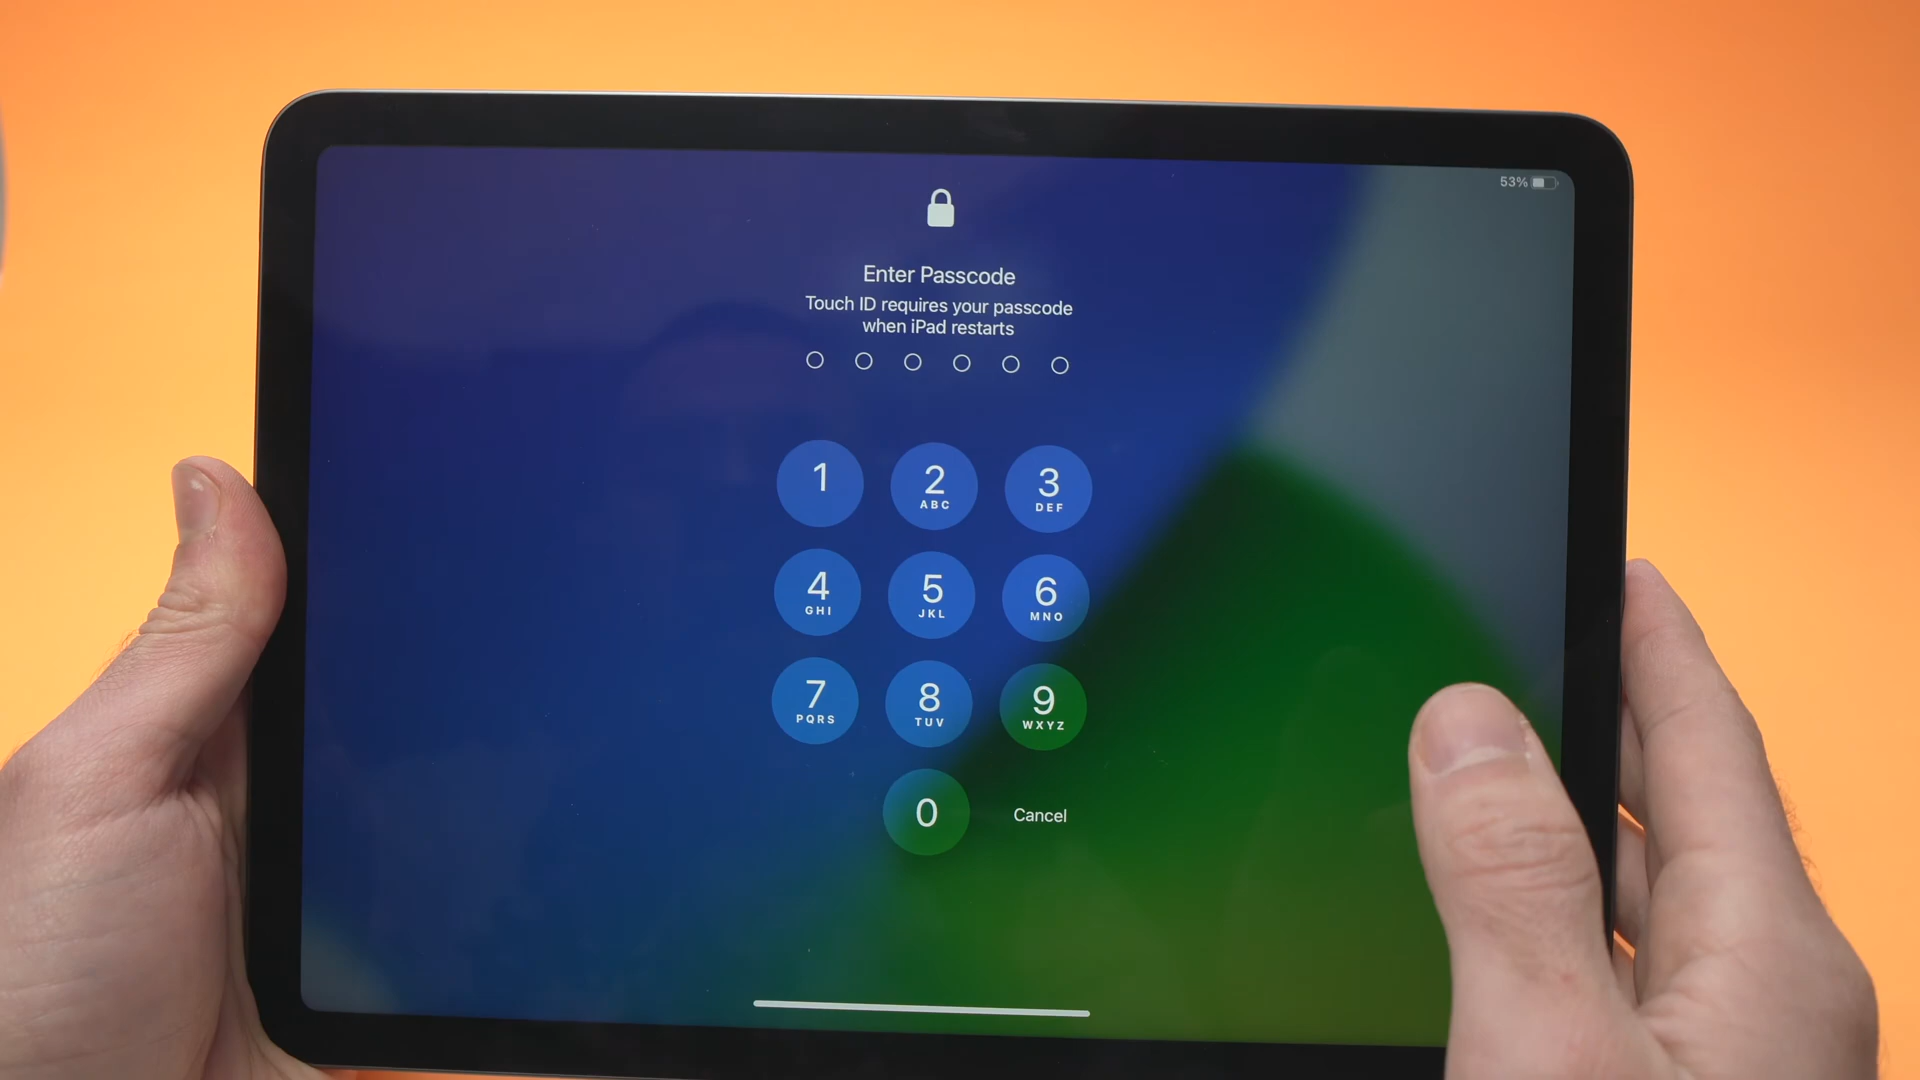 53%
Enter Passcode
Touch ID requires your passcode
when iPad restarts
1 2 3
ABC DEF
4 5 6
GHI JKL MNO
7 8 9
PQRS TUV WXYZ
0 Cancel